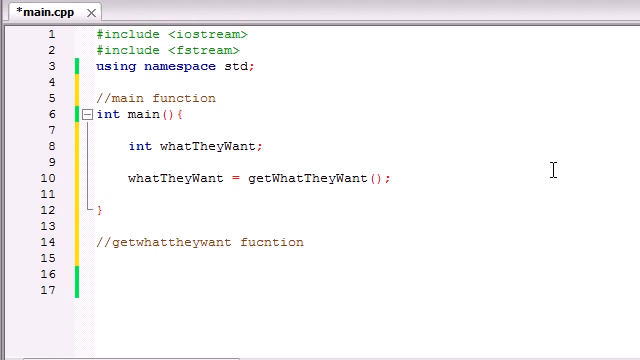 *main.cpp
1 #include <iostream>
2 #include <fstream>
3 using namespace std;
4
5 //main function
6 int main(){
7
8 int whatTheyWant;
9
10 whatTheyWant = getWhatTheyWant();
11
12 }
13
14 //getwhattheywant fucntion
15
16
17